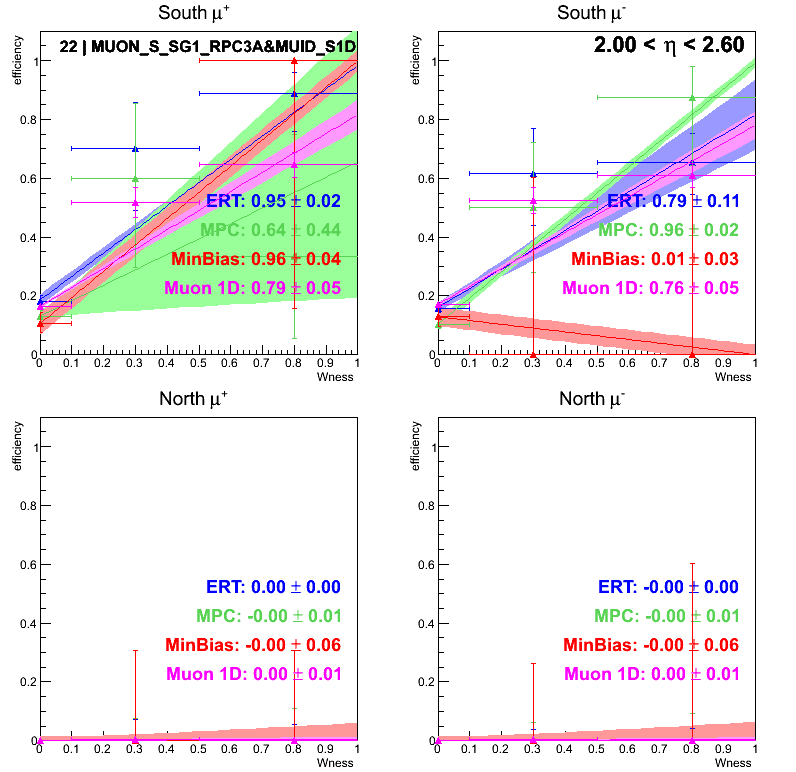 South μ+
South μ-
22 | MUON_S_SG1_RPC3A&MUID_S1D
2.00 < η < 2.60
efficiency
1
0.8
0.6
0.4
0.2
0
ERT: 0.95 ± 0.02
MPC: 0.64 ± 0.44
MinBias: 0.96 ± 0.04
Muon 1D: 0.79 ± 0.05
0 0.1 0.2 0.3 0.4 0.5 0.6 0.7 0.8 0.9 1
Wness
efficiency
1
0.8
0.6
0.4
0.2
0
ERT: 0.79 ± 0.11
MPC: 0.96 ± 0.02
MinBias: 0.01 ± 0.03
Muon 1D: 0.76 ± 0.05
0 0.1 0.2 0.3 0.4 0.5 0.6 0.7 0.8 0.9 1
Wness
North μ+
North μ-
efficiency
1
0.8
0.6
0.4
0.2
0
ERT: 0.00 ± 0.00
MPC: -0.00 ± 0.01
MinBias: -0.00 ± 0.06
Muon 1D: 0.00 ± 0.01
0 0.1 0.2 0.3 0.4 0.5 0.6 0.7 0.8 0.9 1
Wness
efficiency
1
0.8
0.6
0.4
0.2
0
ERT: -0.00 ± 0.00
MPC: -0.00 ± 0.01
MinBias: -0.00 ± 0.06
Muon 1D: 0.00 ± 0.01
0 0.1 0.2 0.3 0.4 0.5 0.6 0.7 0.8 0.9 1
Wness